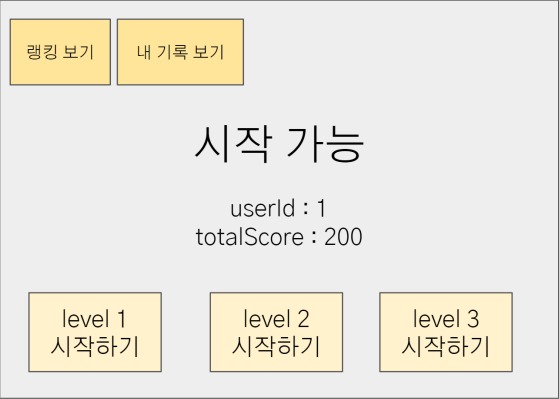 랭킹 보기
내 기록 보기
시작 가능
userId : 1
totalScore : 200
level 1
시작하기
level 2
시작하기
level 3
시작하기